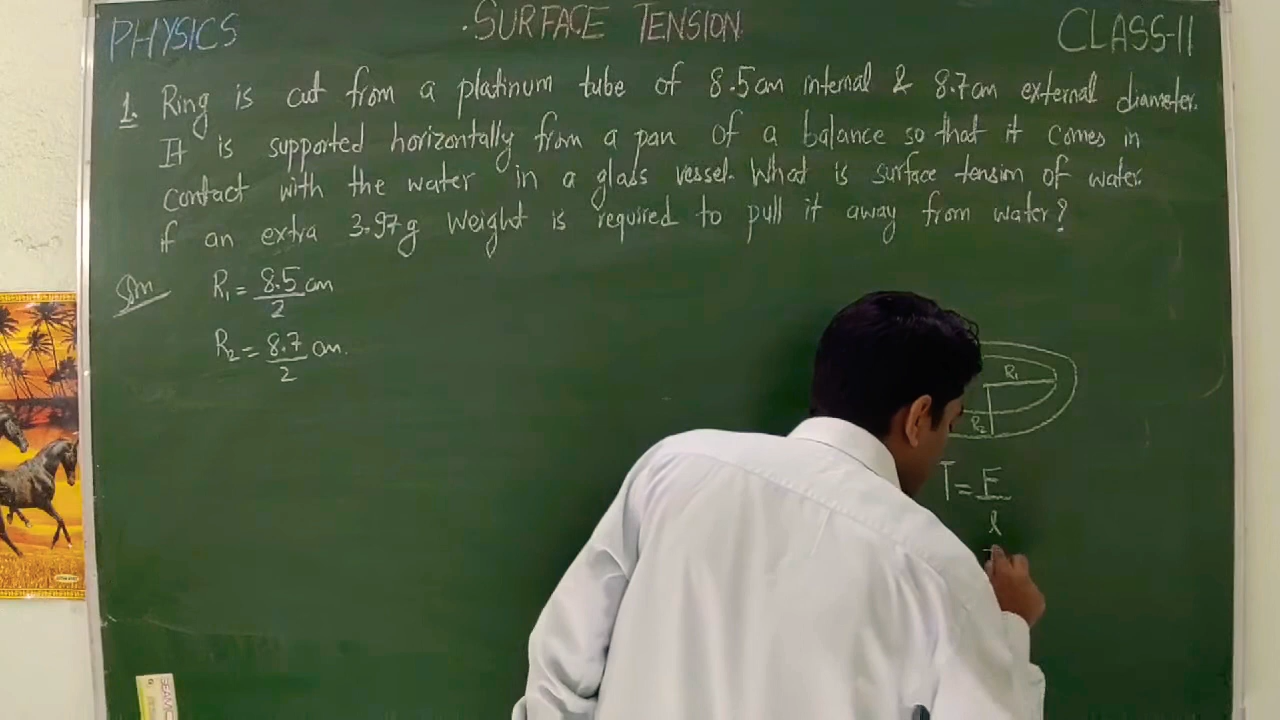 PHYSICS
SURFACE TENSION
CLASS-11
1. Ring is cut from a platinum tube of 8.5cm internal & 8.7cm external diameter.
It is supported horizontally from a pan of a balance so that it comes in
contact with the water in a glass vessel. What is surface tension of water.
if an extra 3.97g weight is required to pull it away from water?
Soln
R₁ = 8.5/2 cm
R₂ = 8.7/2 cm.
R₁
R₂
T = F/l